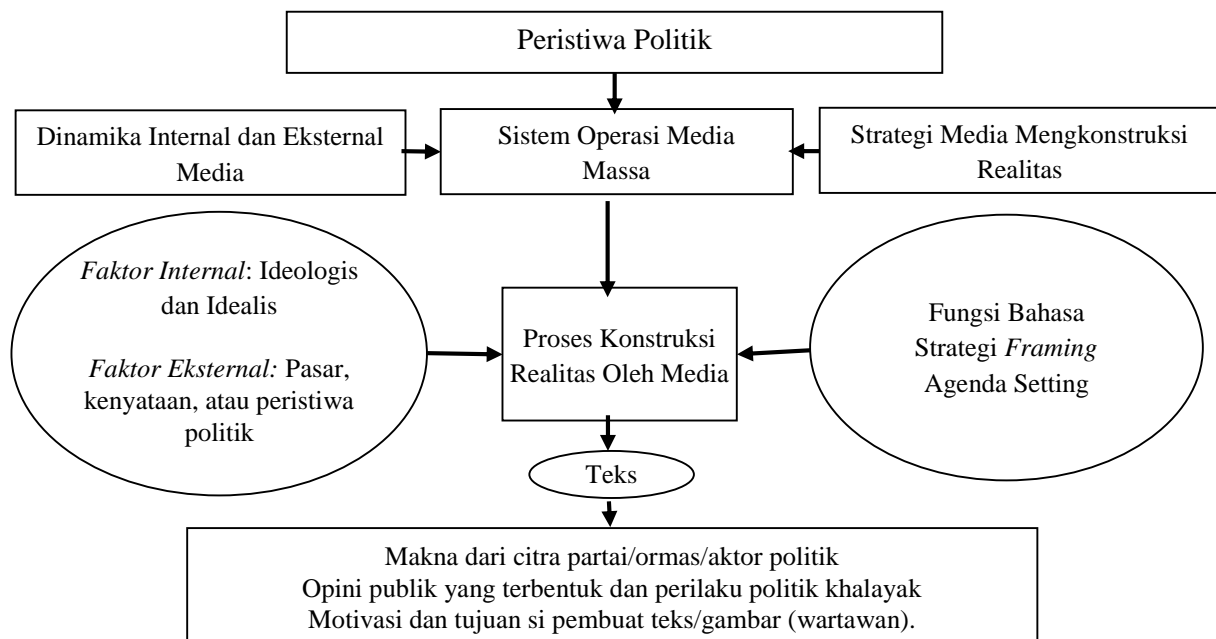 Peristiwa Politik
Dinamika Internal dan Eksternal
Media
Sistem Operasi Media
Massa
Strategi Media Mengkonstruksi
Realitas
Faktor Internal: Ideologis
dan Idealis
Faktor Eksternal: Pasar,
kenyataan, atau peristiwa
politik
Proses Konstruksi
Realitas Oleh Media
Fungsi Bahasa
Strategi Framing
Agenda Setting
Teks
Makna dari citra partai/ormas/aktor politik
Opini publik yang terbentuk dan perilaku politik khalayak
Motivasi dan tujuan si pembuat teks/gambar (wartawan).